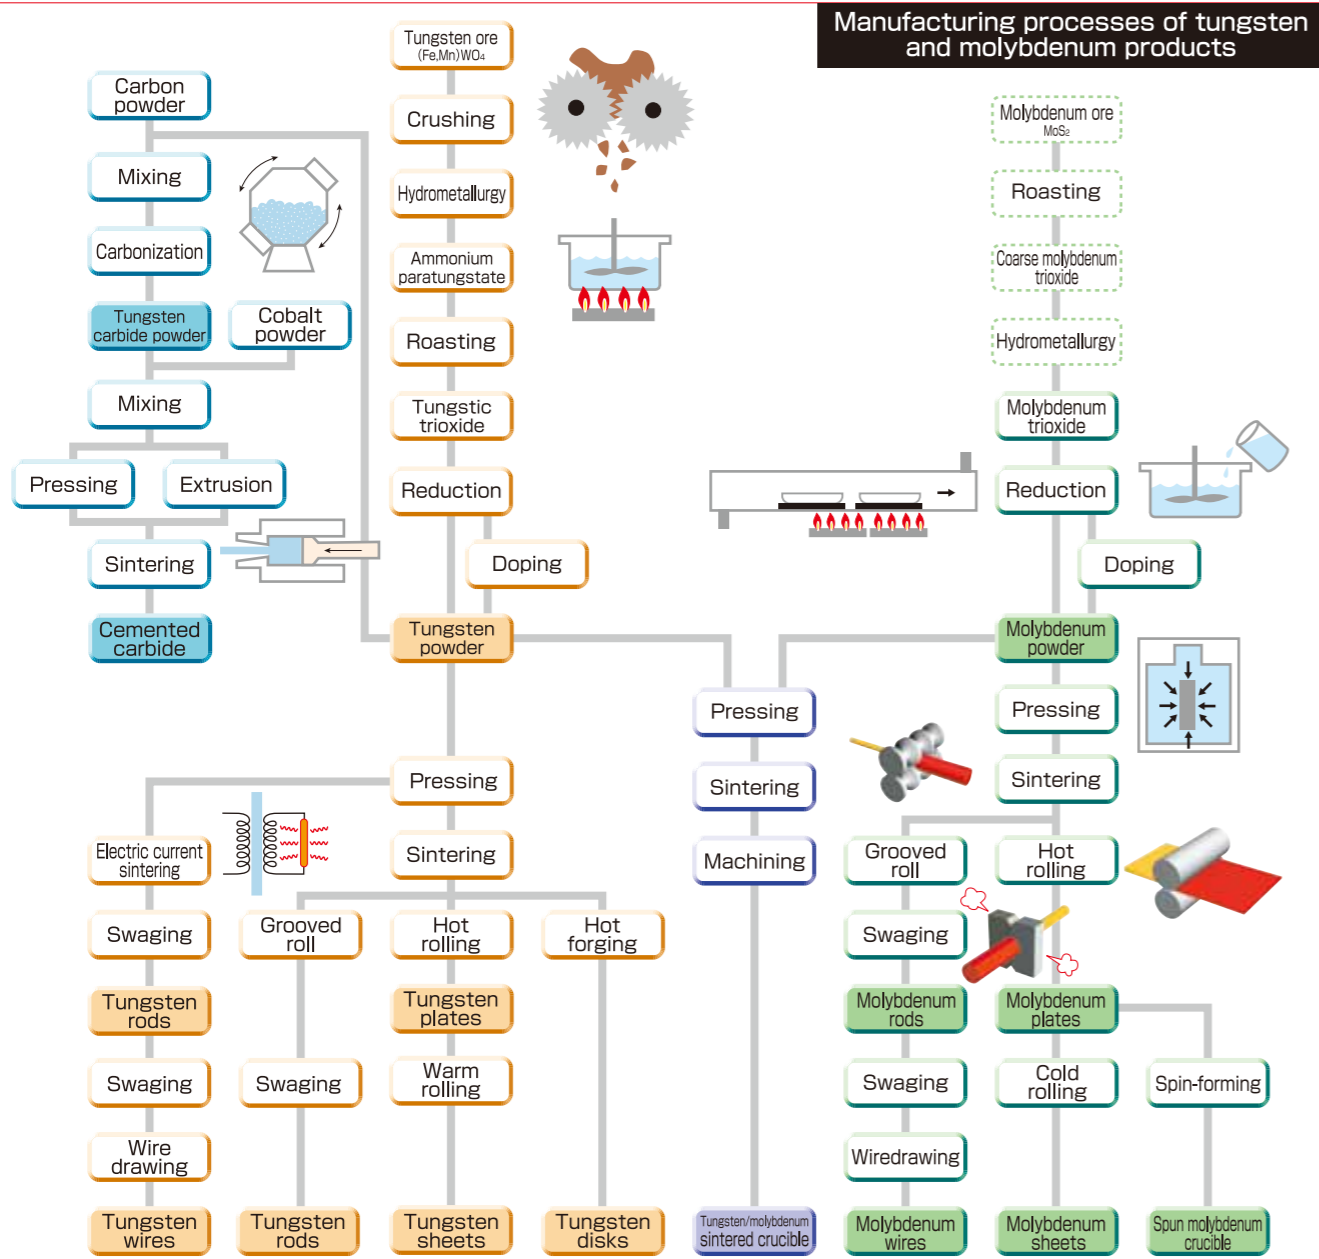 Manufacturing processes of tungsten
and molybdenum products
Carbon
powder
Mixing
Carbonization
Tungsten
carbide powder
Cobalt
powder
Mixing
Pressing
Extrusion
Sintering
Cemented
carbide
Tungsten ore
(Fe,Mn)WO₄
Crushing
Hydrometallurgy
Ammonium
paratungstate
Roasting
Tungstic
trioxide
Reduction
Doping
Tungsten
powder
Pressing
Electric current
sintering
Swaging
Tungsten
rods
Swaging
Wire
drawing
Tungsten
wires
Sintering
Grooved
roll
Swaging
Tungsten
rods
Hot
rolling
Tungsten
plates
Warm
rolling
Tungsten
sheets
Hot
forging
Tungsten
disks
Pressing
Sintering
Machining
Tungsten/molybdenum
sintered crucible
Molybdenum ore
MoS₂
Roasting
Coarse molybdenum
trioxide
Hydrometallurgy
Molybdenum
trioxide
Reduction
Doping
Molybdenum
powder
Pressing
Sintering
Grooved
roll
Swaging
Molybdenum
rods
Swaging
Wiredrawing
Molybdenum
wires
Hot
rolling
Molybdenum
plates
Cold
rolling
Molybdenum
sheets
Spin-forming
Spun molybdenum
crucible